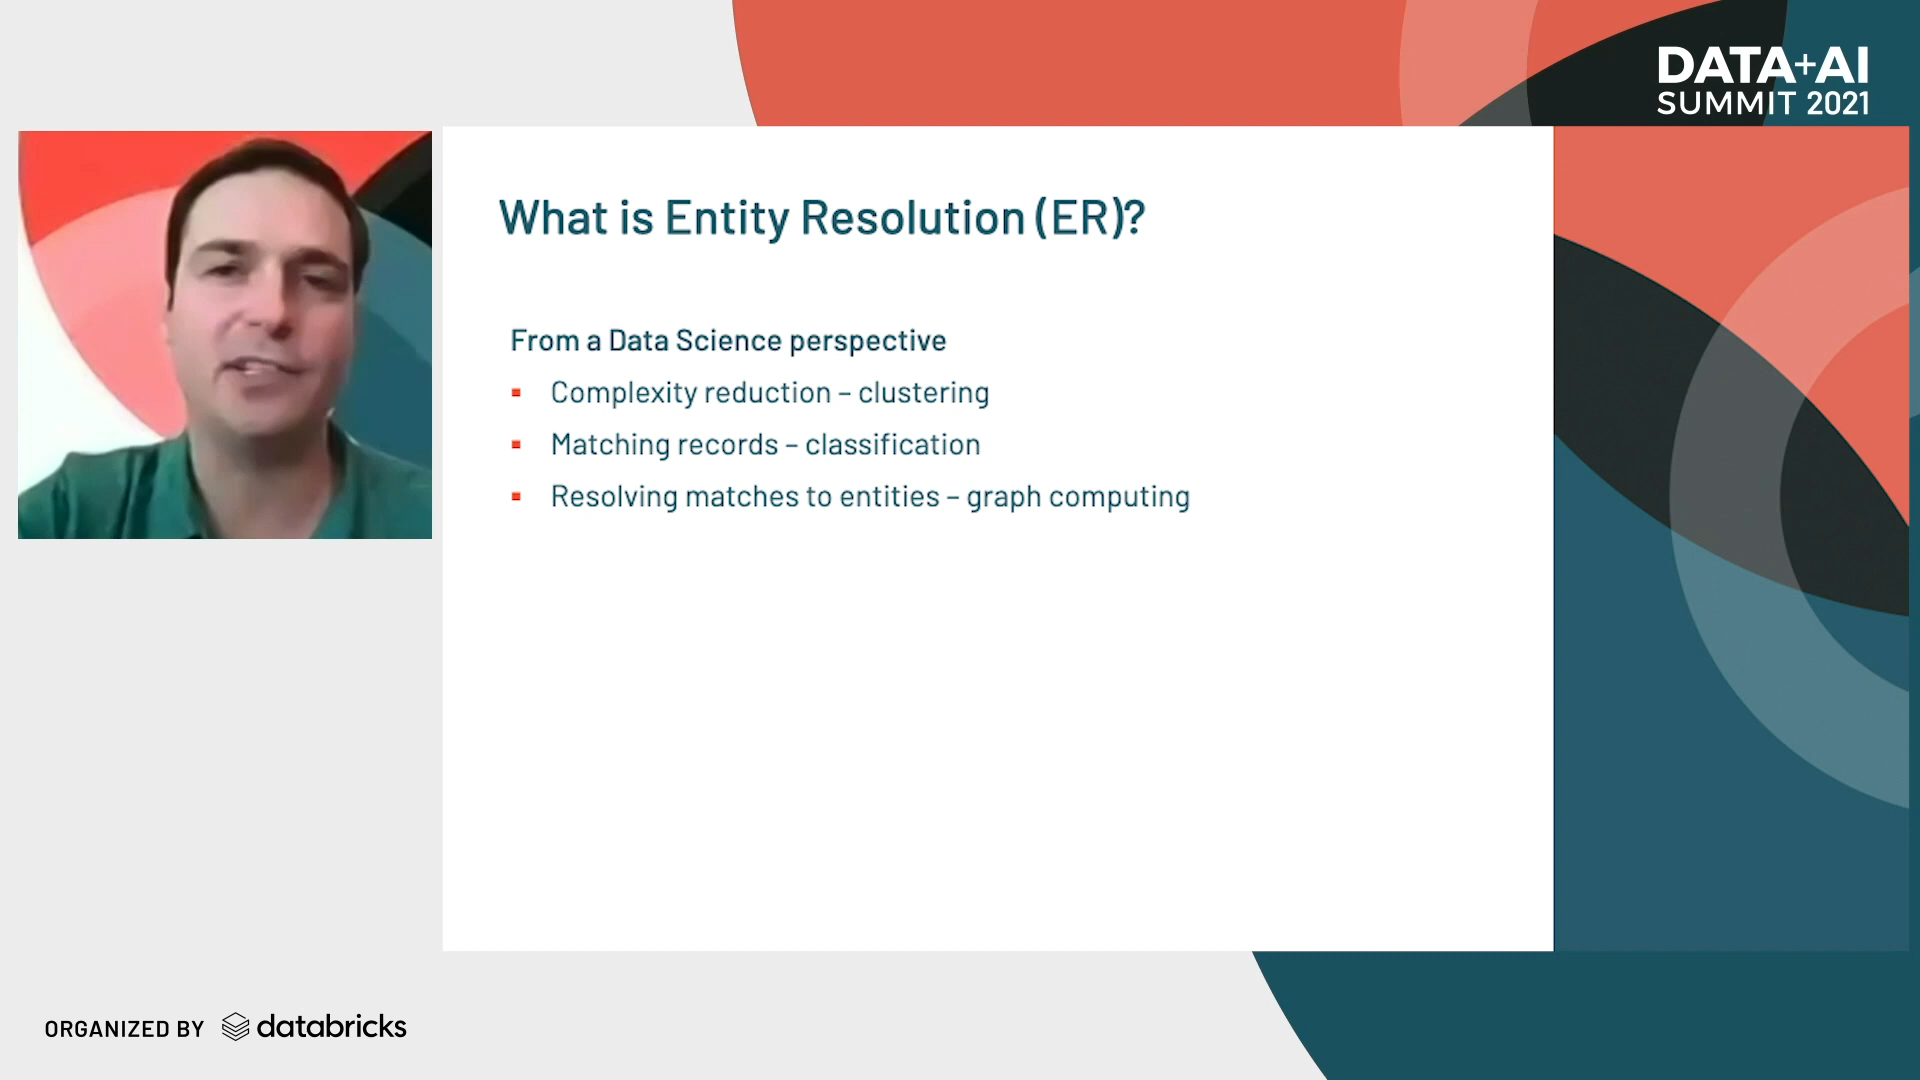 DATA+AI
SUMMIT 2021
What is Entity Resolution (ER)?
From a Data Science perspective
▪ Complexity reduction – clustering
▪ Matching records – classification
▪ Resolving matches to entities – graph computing
ORGANIZED BY databricks